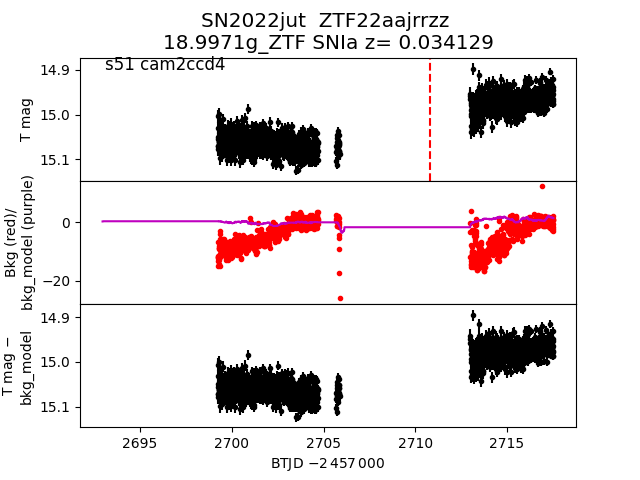 SN2022jut  ZTF22aajrrzz
18.9971g_ZTF SNIa z= 0.034129
s51 cam2ccd4
14.9
15.0
15.1
T mag
0
−20
Bkg (red)/
bkg_model (purple)
14.9
15.0
15.1
T mag −
bkg_model
2695
2700
2705
2710
2715
BTJD −2 457 000